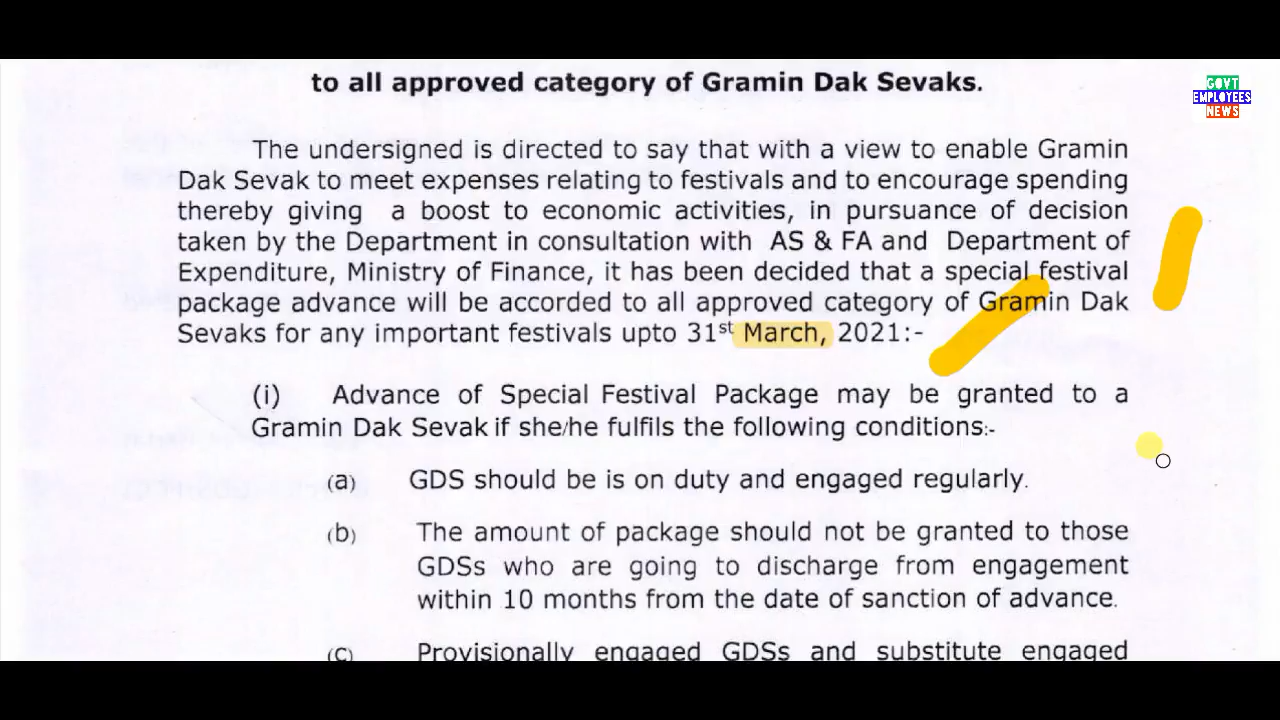 to all approved category of Gramin Dak Sevaks.
GOVT
EMPLOYEES
NEWS
The undersigned is directed to say that with a view to enable Gramin
Dak Sevak to meet expenses relating to festivals and to encourage spending
thereby giving a boost to economic activities, in pursuance of decision
taken by the Department in consultation with AS & FA and Department of
Expenditure, Ministry of Finance, it has been decided that a special festival
package advance will be accorded to all approved category of Gramin Dak
Sevaks for any important festivals upto 31st March, 2021:-
(i) Advance of Special Festival Package may be granted to a
Gramin Dak Sevak if she/he fulfils the following conditions:-
(a) GDS should be is on duty and engaged regularly.
(b) The amount of package should not be granted to those
GDSs who are going to discharge from engagement
within 10 months from the date of sanction of advance.
(c) Provisionally engaged GDSs and substitute engaged